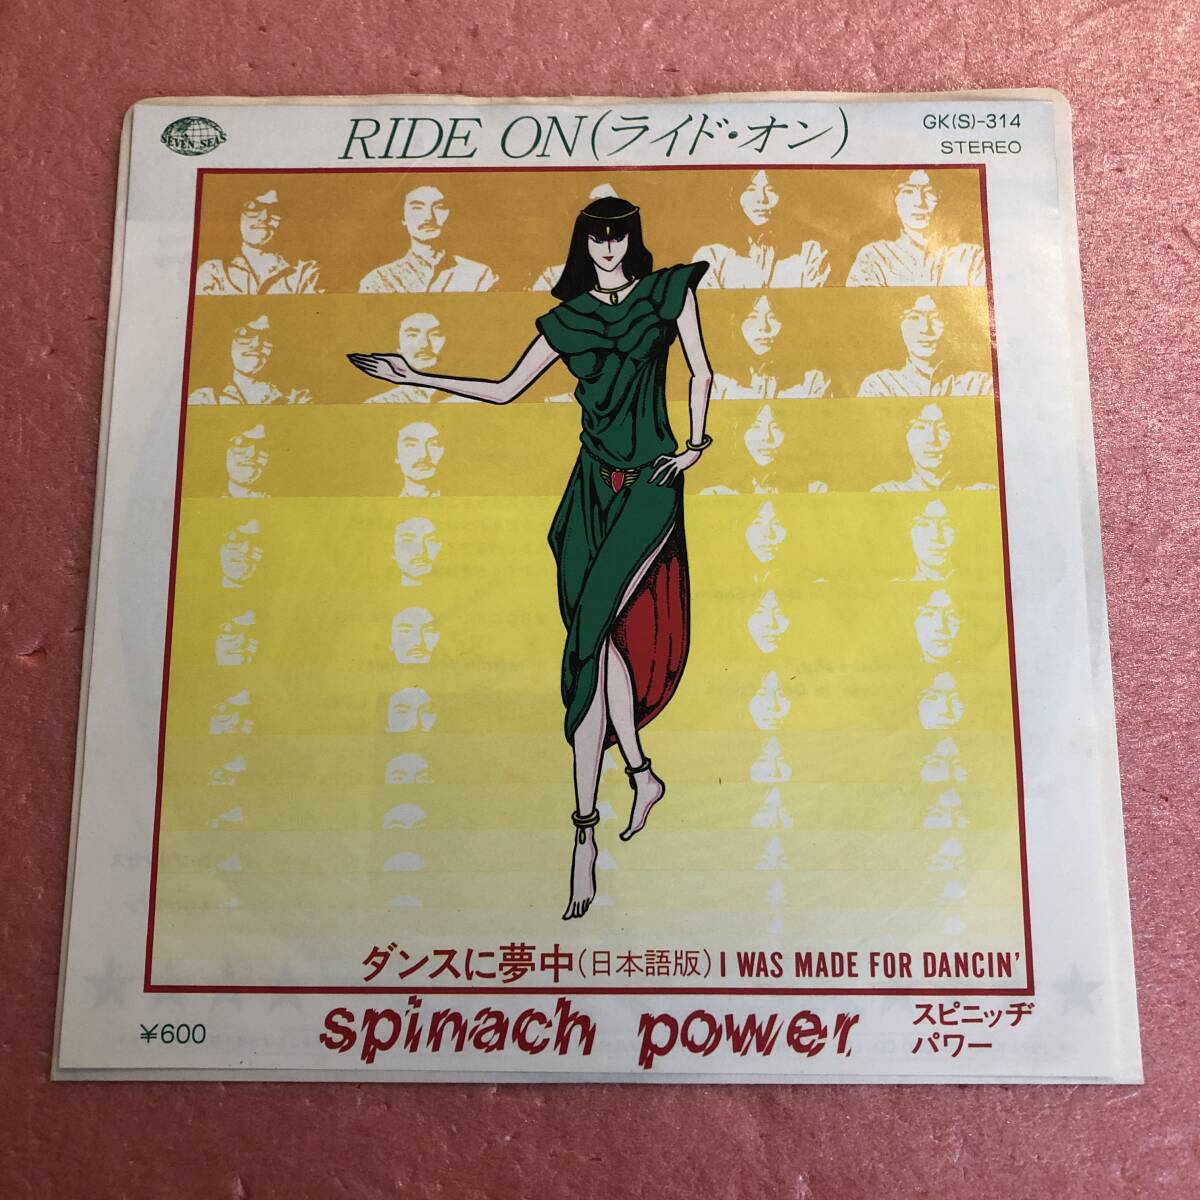 SEVEN SEAS
RIDE ON(ライド・オン)
GK(S)-314
STEREO
ダンスに夢中(日本語版) I WAS MADE FOR DANCIN'
¥600
spinach power
スピニッヂ
パワー